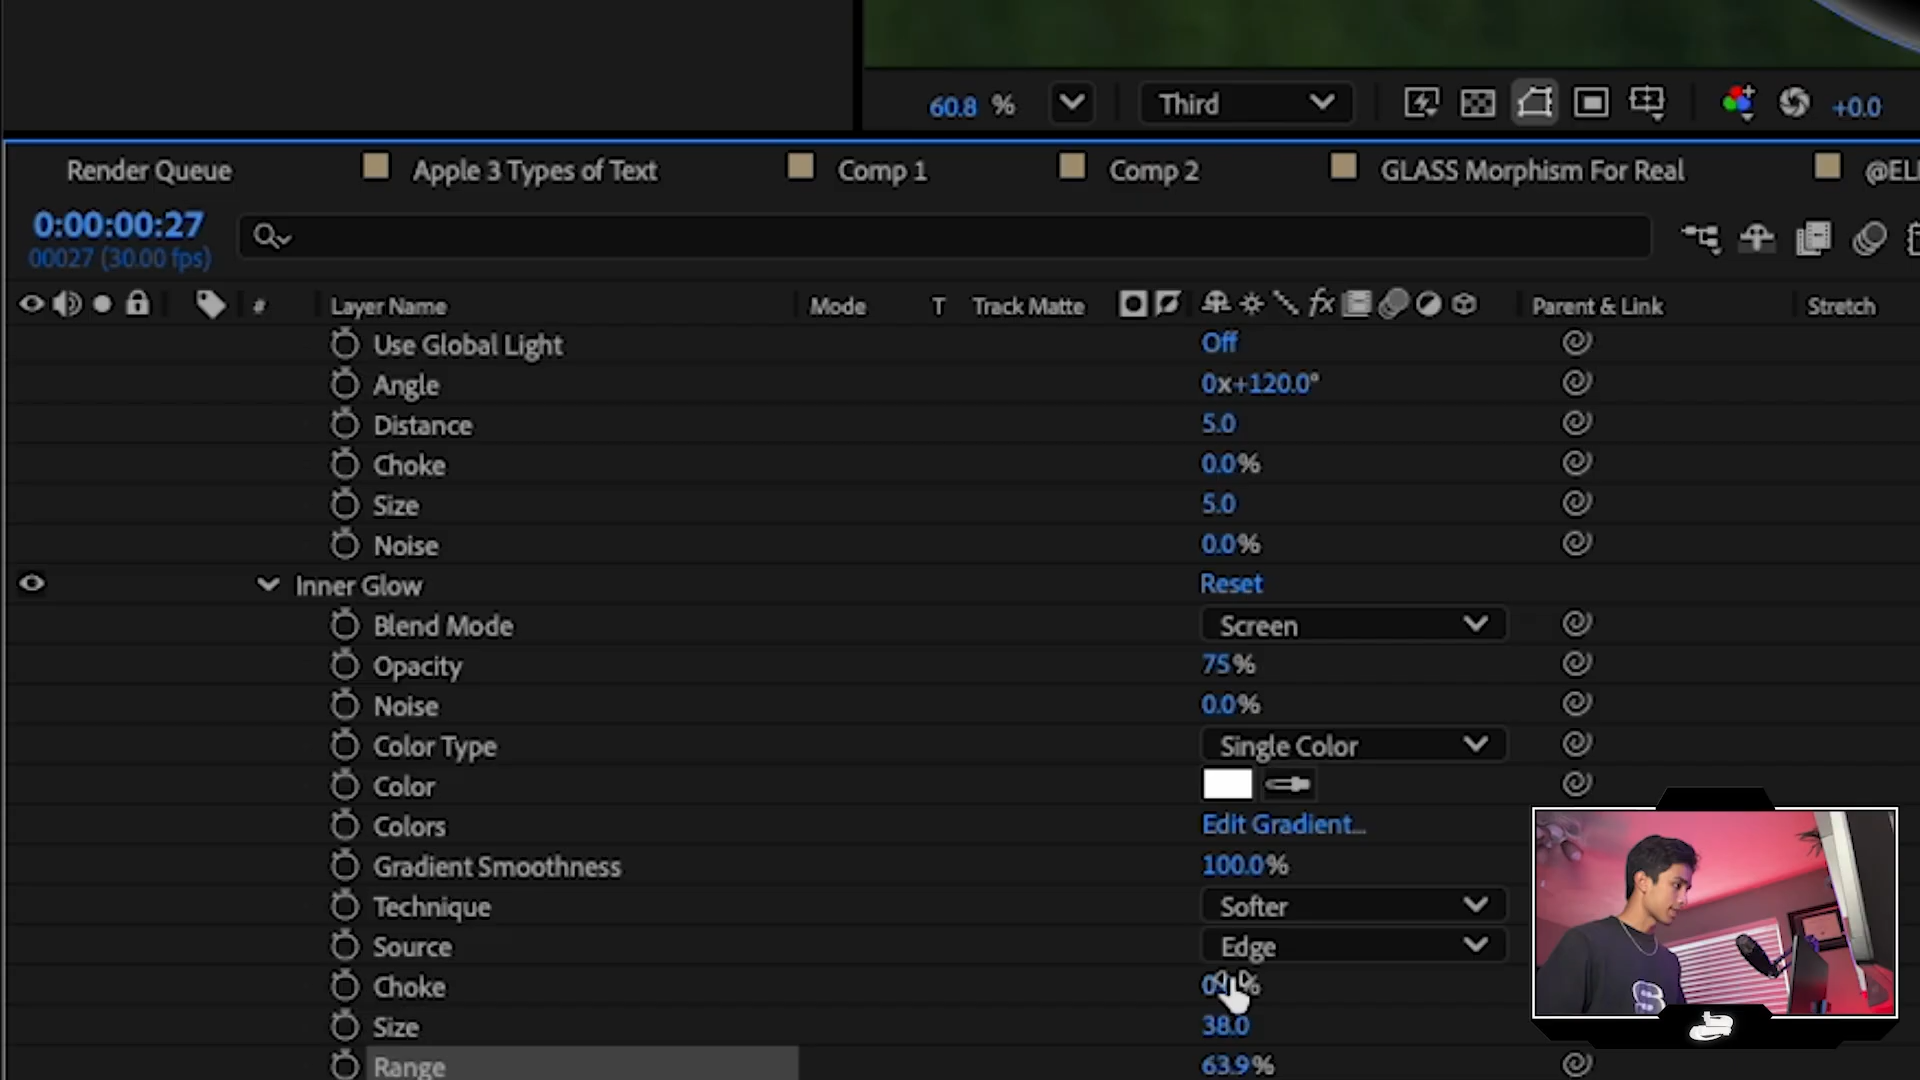 60.8 %
Third
+0.0
Render Queue
Apple 3 Types of Text
Comp 1
Comp 2
GLASS Morphism For Real
0:00:00:27
00027 (30.00 fps)
#
Layer Name
Mode
T
Track Matte
fx
Parent & Link
Stretch
Use Global Light
Off
Angle
0x+120.0°
Distance
5.0
Choke
0.0%
Size
5.0
Noise
0.0%
Inner Glow
Reset
Blend Mode
Screen
Opacity
75%
Noise
0.0%
Color Type
Single Color
Color
Colors
Edit Gradient...
Gradient Smoothness
100.0%
Technique
Softer
Source
Edge
Choke
Size
38.0
Range
63.9%